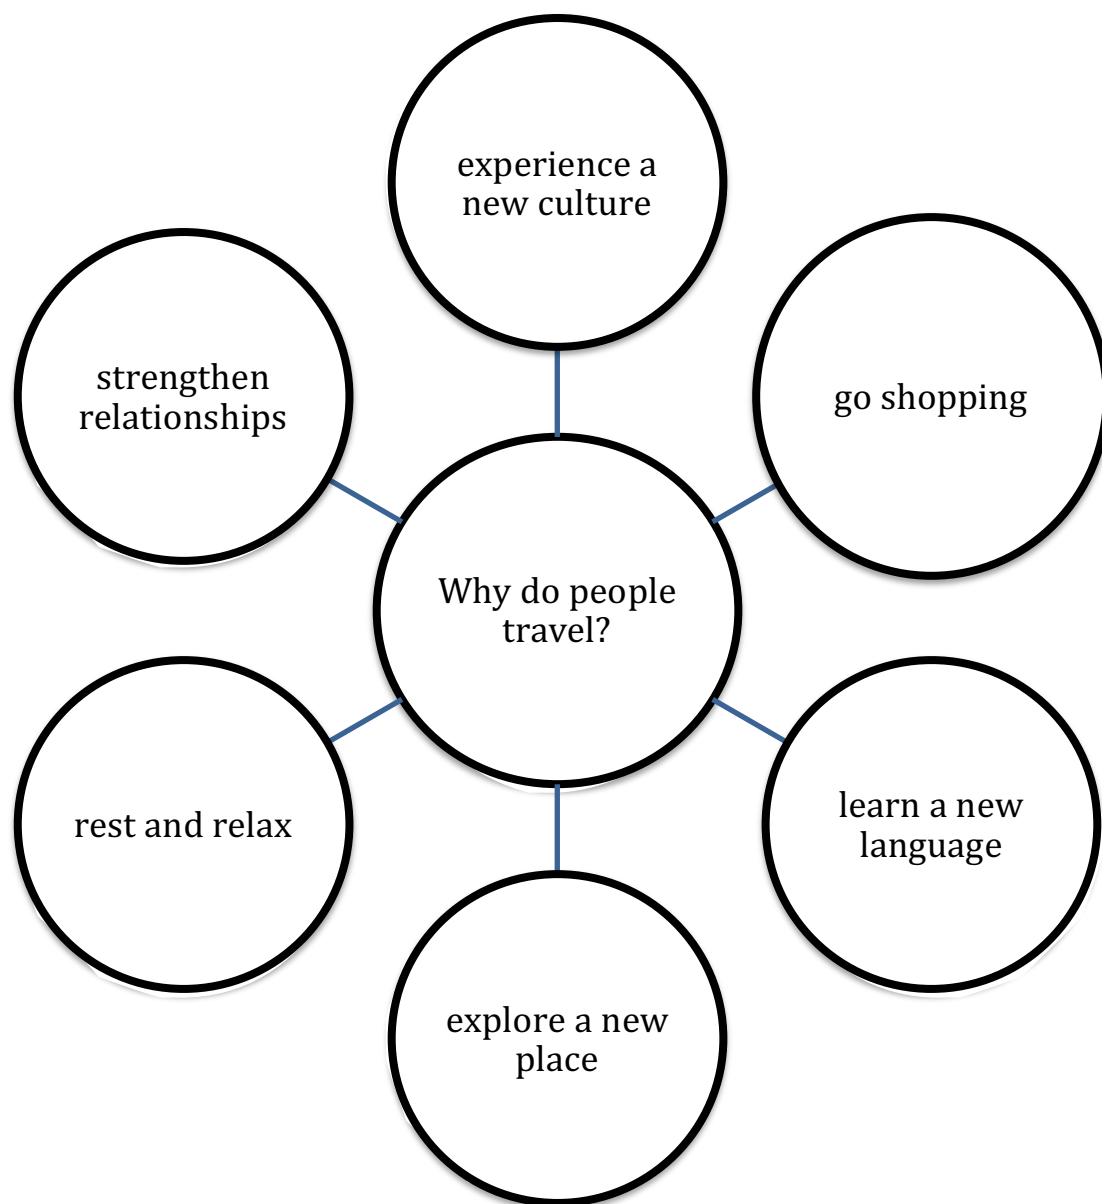 experience a
new culture
strengthen
relationships
go shopping
Why do people
travel?
rest and relax
learn a new
language
explore a new
place